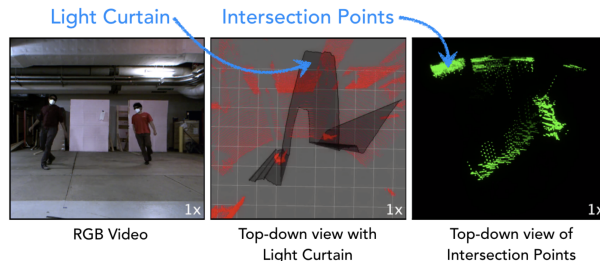 Light Curtain
Intersection Points
1x
1x
1x
RGB Video
Top-down view with
Light Curtain
Top-down view of
Intersection Points